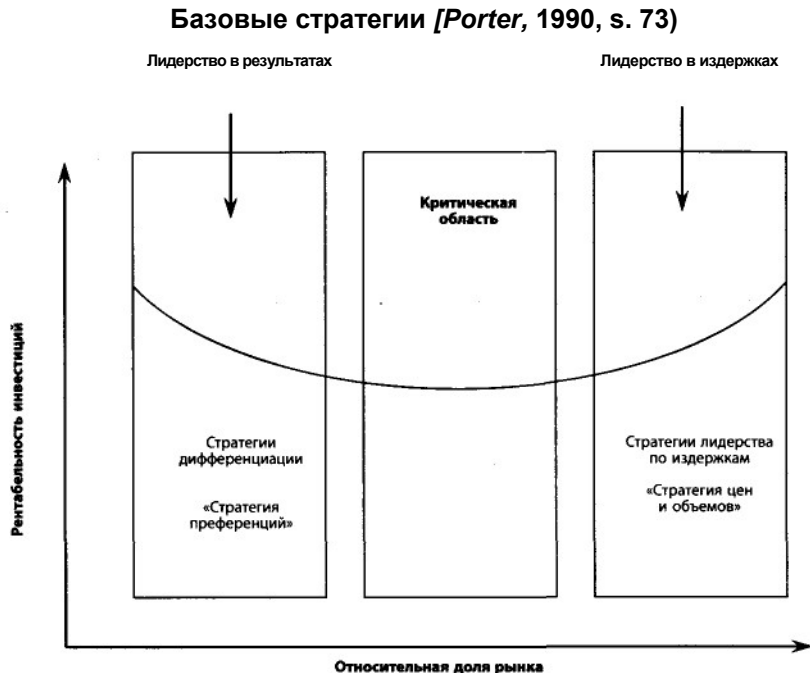 Базовые стратегии [Porter, 1990, s. 73)
Лидерство в результатах
Лидерство в издержках
Критическая
область
Рентабельность инвестиций
Стратегии
дифференциации
«Стратегия
преференций»
Стратегии лидерства
по издержкам
«Стратегия цен
и объемов»
Относительная доля рынка